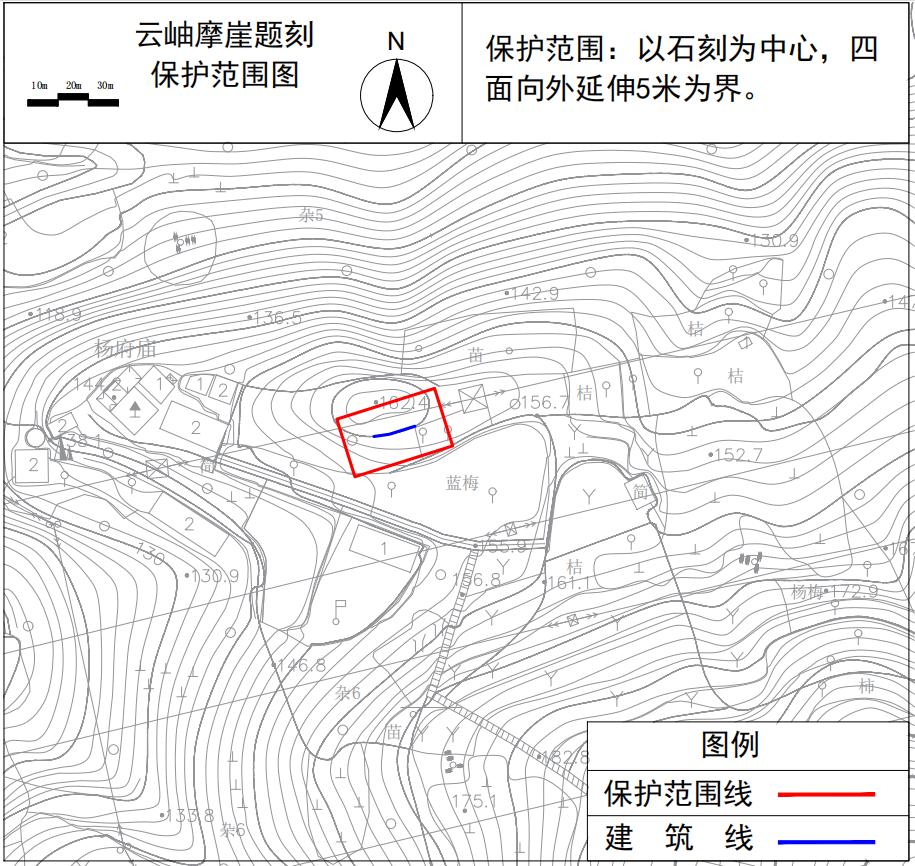 云岫摩崖题刻
保护范围图
10m 20m 30m
N
保护范围：以石刻为中心，四
面向外延伸5米为界。
杂5
130.9
142.9
118.9
136.5
桔
杨府庙
苗
桔
144.2
1
1
2
162.4
156.7
桔
2
2
138.1
152.7
2
简
蓝梅
简
2
1
155.9
130
130.9
156.8
桔
161.1
杨梅
172.9
146.8
杂6
柿
苗
182.8
175.1
133.8
杂6
图例
保护范围线
建 筑 线